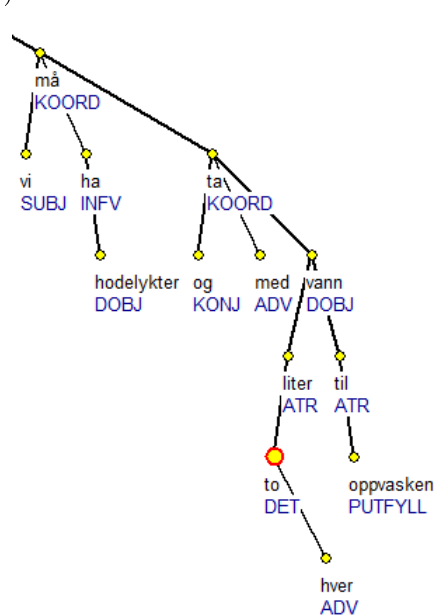 )
må
KOORD
vi ha ta
SUBJ INFV KOORD
hodelykter og med vann
DOBJ KONJ ADV DOBJ
liter til
ATR ATR
to oppvasken
DET PUTFYLL
hver
ADV